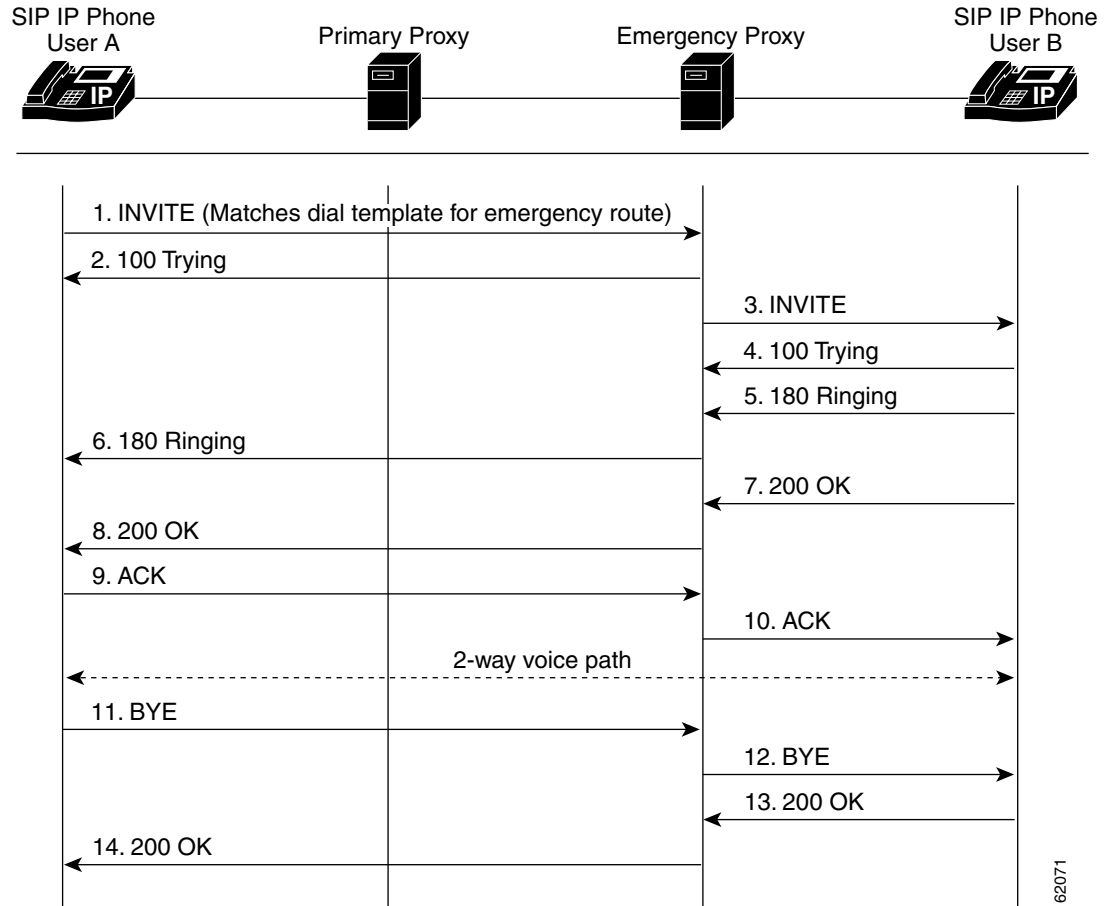 SIP IP Phone
User A
Primary Proxy
Emergency Proxy
SIP IP Phone
User B
IP
IP
1. INVITE (Matches dial template for emergency route)
2. 100 Trying
3. INVITE
4. 100 Trying
5. 180 Ringing
6. 180 Ringing
7. 200 OK
8. 200 OK
9. ACK
10. ACK
2-way voice path
11. BYE
12. BYE
13. 200 OK
14. 200 OK
62071